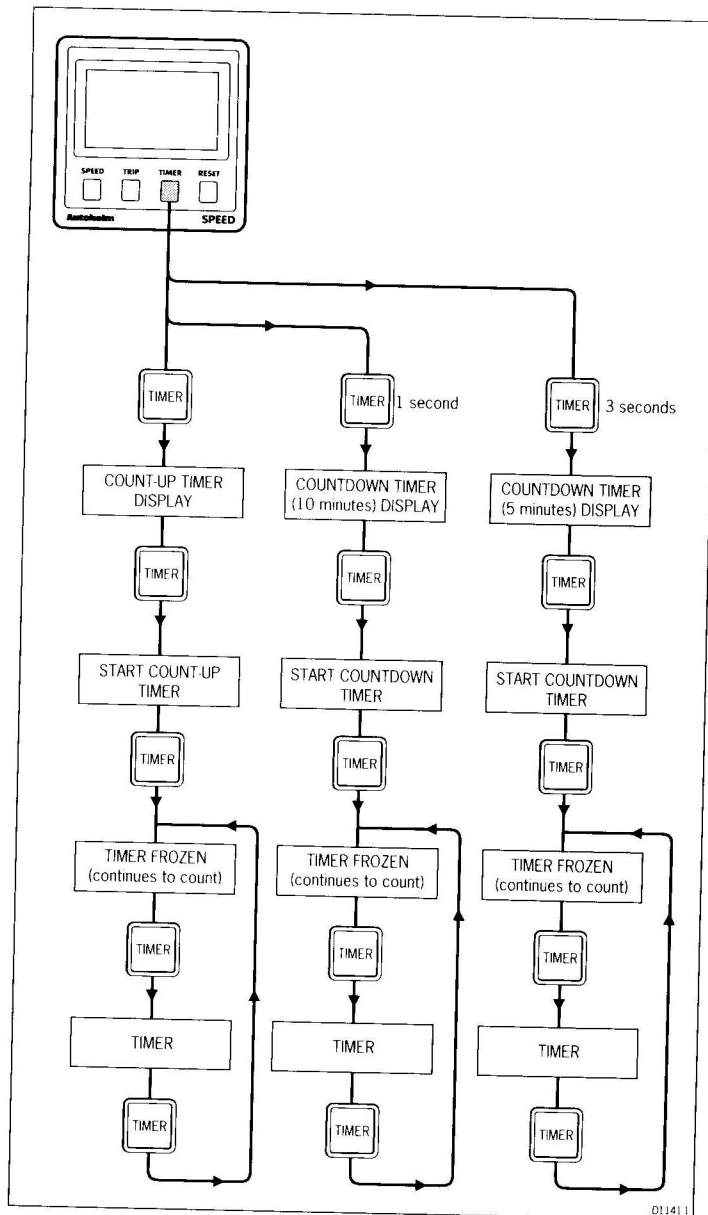 SPEED TRIP TIMER RESET
Autohelm SPEED
TIMER
TIMER 1 second
TIMER 3 seconds
COUNT-UP TIMER
DISPLAY
COUNTDOWN TIMER
(10 minutes) DISPLAY
COUNTDOWN TIMER
(5 minutes) DISPLAY
TIMER
TIMER
TIMER
START COUNT-UP
TIMER
START COUNTDOWN
TIMER
START COUNTDOWN
TIMER
TIMER
TIMER
TIMER
TIMER FROZEN
(continues to count)
TIMER FROZEN
(continues to count)
TIMER FROZEN
(continues to count)
TIMER
TIMER
TIMER
TIMER
TIMER
TIMER
TIMER
TIMER
TIMER
D1141 1